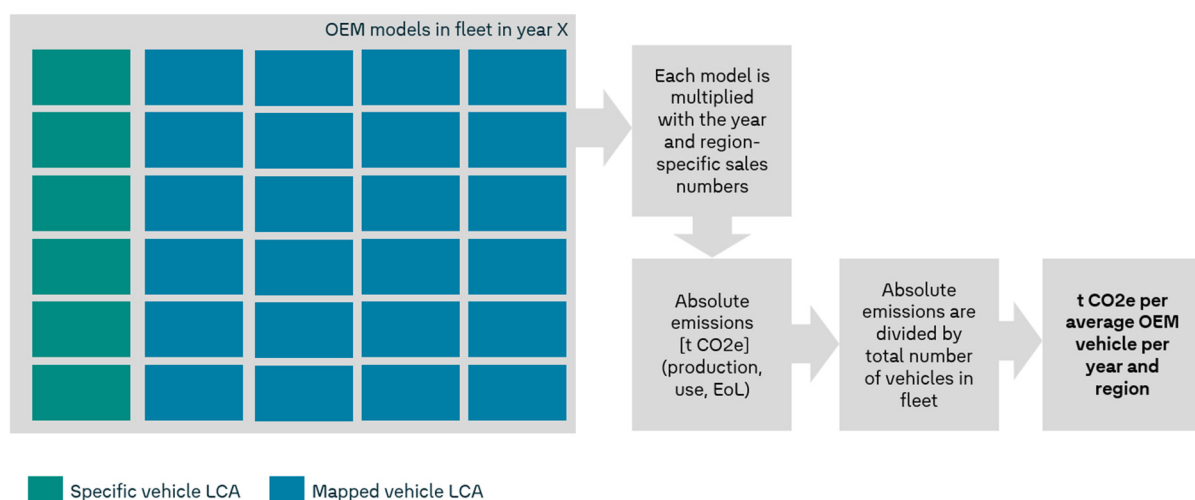 OEM models in fleet in year X
Each model is
multiplied
with the year
and region-
specific sales
numbers
Absolute
emissions
[t CO2e]
(production,
use, EoL)
Absolute
emissions are
divided by
total number
of vehicles in
fleet
t CO2e per
average OEM
vehicle per
year and
region
Specific vehicle LCA
Mapped vehicle LCA